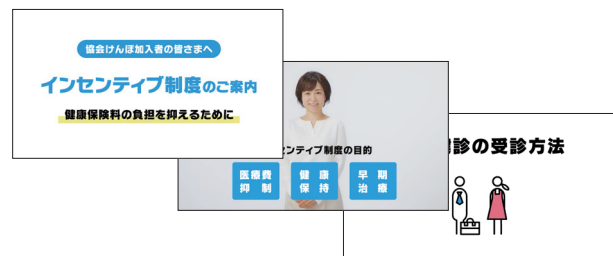 協会けんぽ加入者の皆さまへ
インセンティブ制度のご案内
健康保険料の負担を抑えるために
ンティブ制度の目的
医療費
抑制
健康
保持
早期
治療
診の受診方法